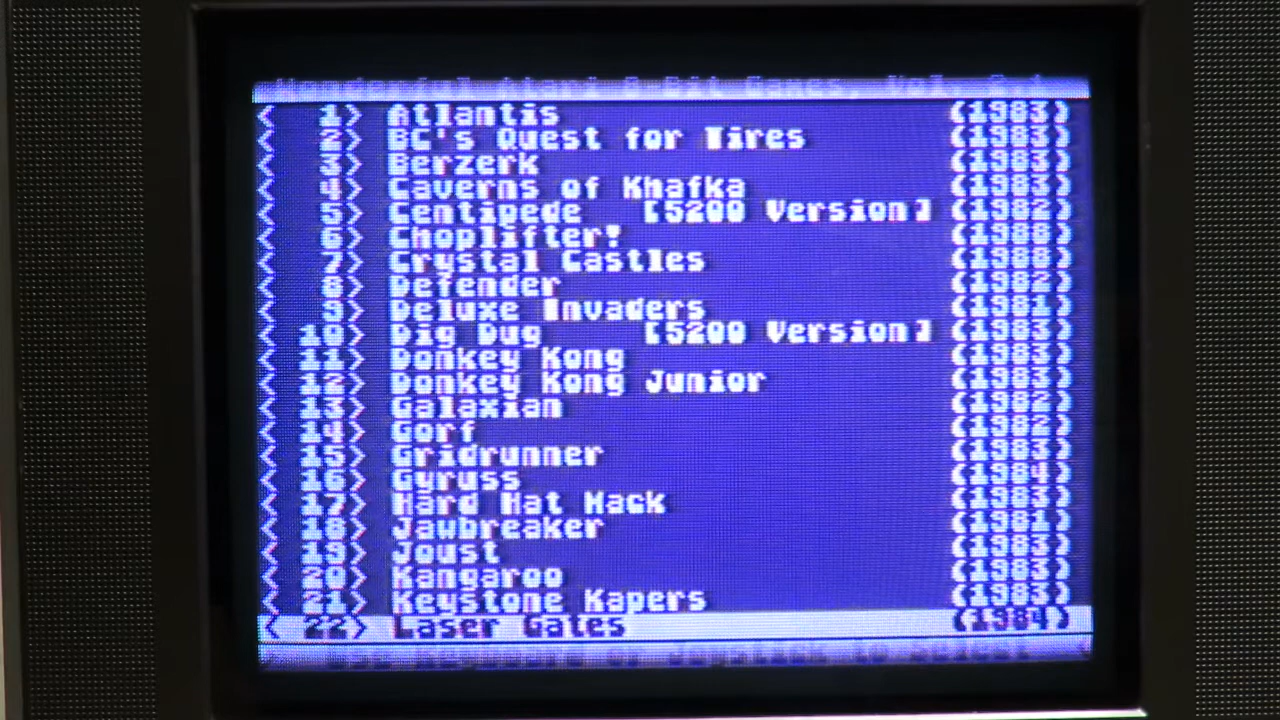 8-Bit Games, Vol.
< 1> Atlantis (1983)
< 2> BC's Quest for Tires (1983)
< 3> Berzerk (1983)
< 4> Caverns of Khafka (1983)
< 5> Centipede [5200 Version] (1982)
< 6> Choplifter! (1988)
< 7> Crystal Castles (1988)
< 8> Defender (1982)
< 9> Deluxe Invaders (1981)
< 10> Dig Dug [5200 Version] (1983)
< 11> Donkey Kong (1983)
< 12> Donkey Kong Junior (1983)
< 13> Galaxian (1982)
< 14> Gorf (1982)
< 15> Gridrunner (1983)
< 16> Gyruss (1984)
< 17> Hard Hat Mack (1983)
< 18> Jawbreaker (1981)
< 19> Joust (1983)
< 20> Kangaroo (1983)
< 21> Keystone Kapers (1983)
< 22> Laser Gates (1984)